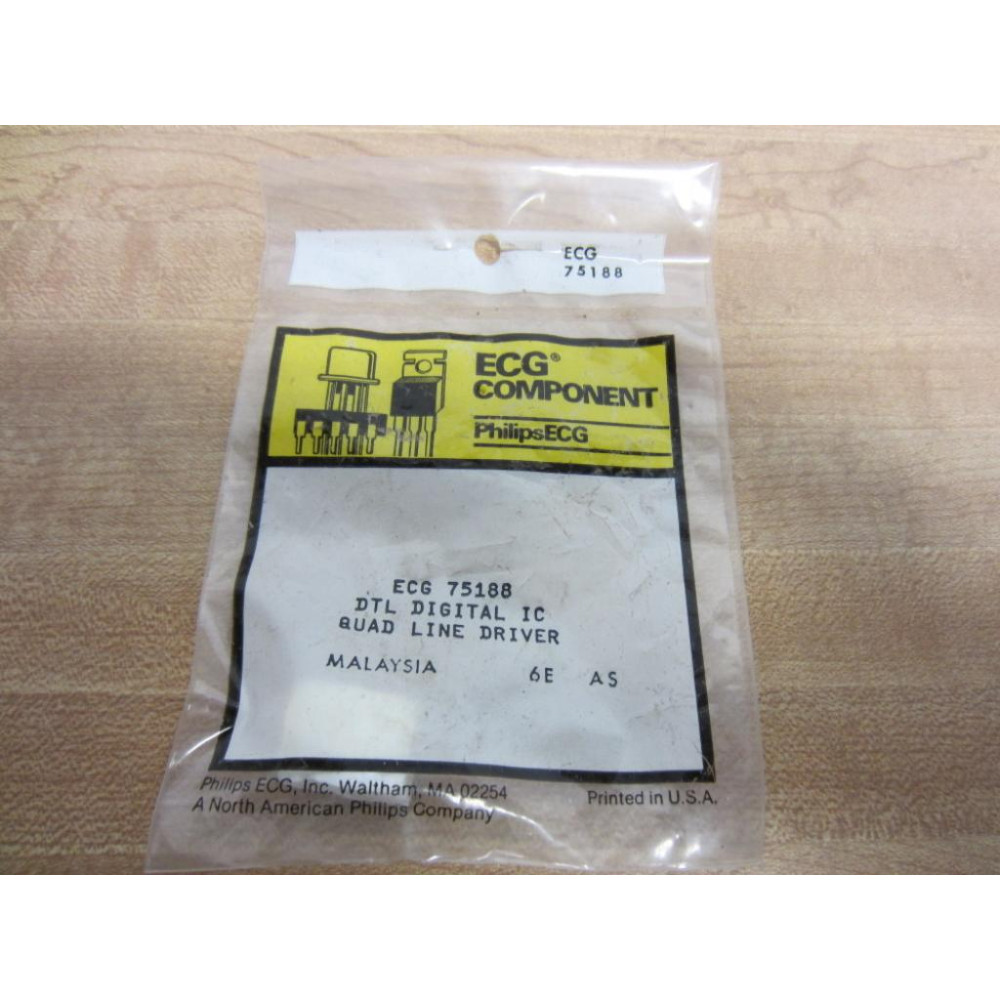 ECG
75188
ECG®
COMPONENT
PhilipsECG
ECG 75188
DTL DIGITAL IC
QUAD LINE DRIVER
MALAYSIA 6E AS
Philips ECG, Inc. Waltham, MA 02254
A North American Philips Company
Printed in U.S.A.